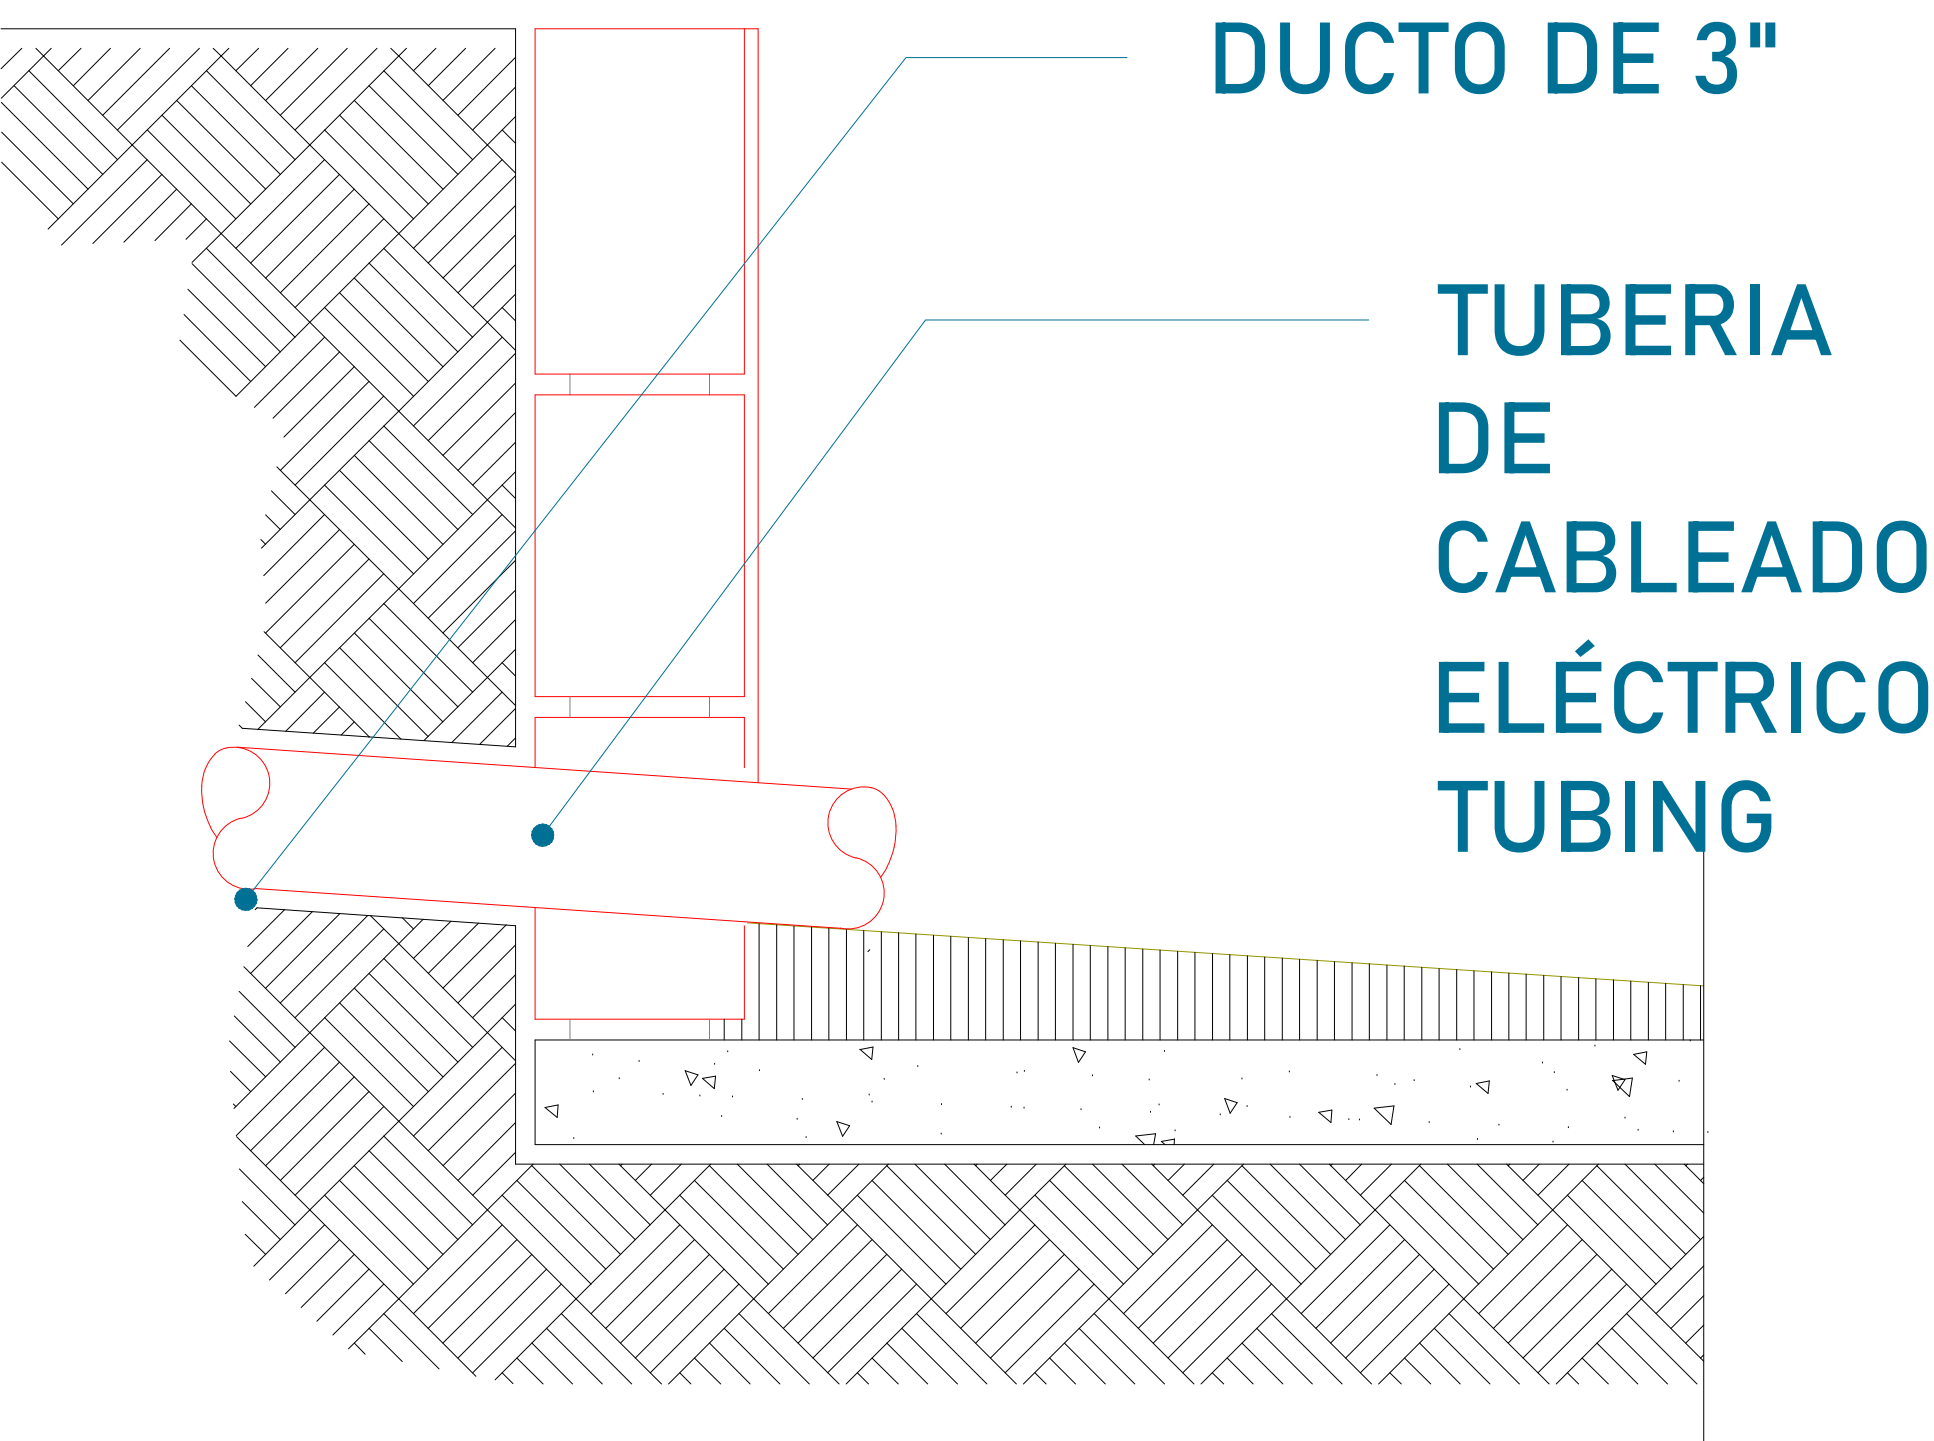 DUCTO DE 3"
TUBERIA
DE
CABLEADO
ELÉCTRICO
TUBING